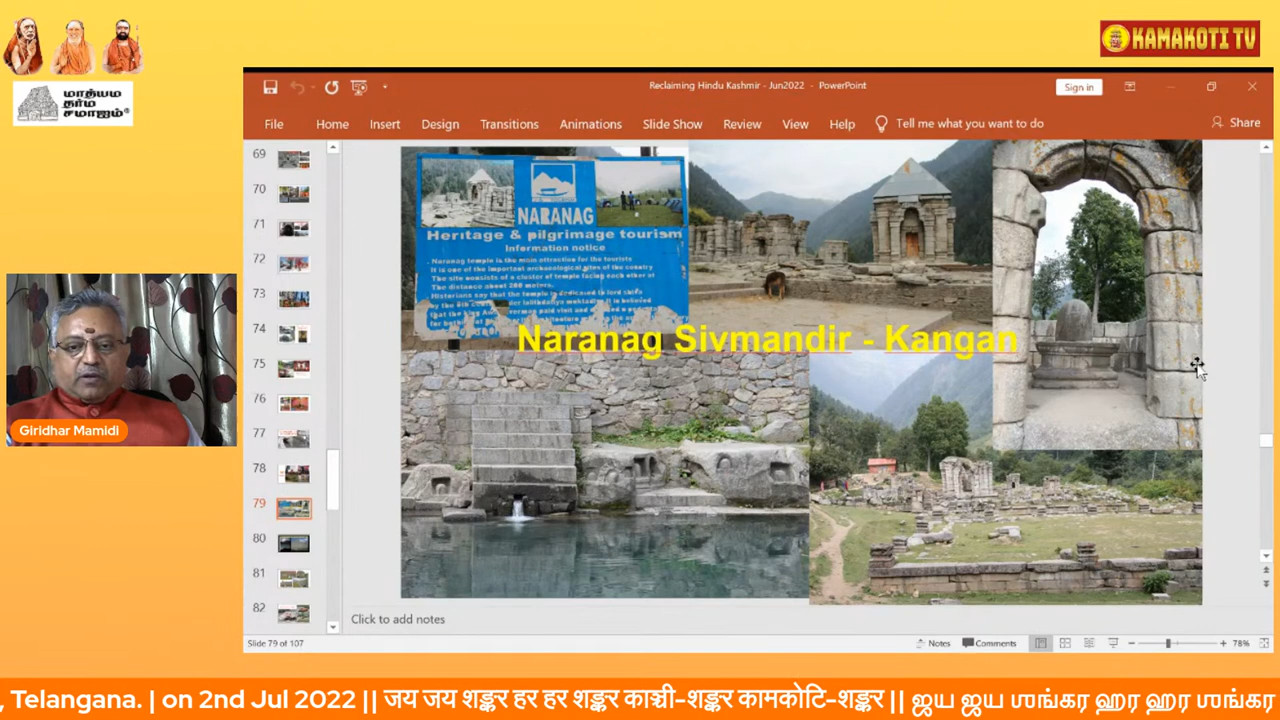 KAMAKOTI TV
மாத்யம
தர்ம
சமாஜம்®
Reclaiming Hindu Kashmir - Jun2022 - PowerPoint
Sign in
File Home Insert Design Transitions Animations Slide Show Review View Help Tell me what you want to do Share
69
70
71
72
73
74
75
76
77
78
79
80
81
82
NARANAG
Heritage & pilgrimage tourism
Information notice
. Naranag temple is the main attraction for the tourists
It is one of the important archaeological sites of the country
The site consists of a cluster of temple facing each other at
The distance about 200 meters.
Historians say that the temple is dedicated to lord shiva
by the 8th
that the king
Naranag Sivmandir - Kangan
Giridhar Mamidi
Click to add notes
Slide 79 of 107 Notes Comments 78%
, Telangana. | on 2nd Jul 2022 || जय जय शङ्कर हर हर शङ्कर काञ्ची-शङ्कर कामकोटि-शङ्कर || ஜய ஜய ஶங்கர ஹர ஹர ஶங்கர